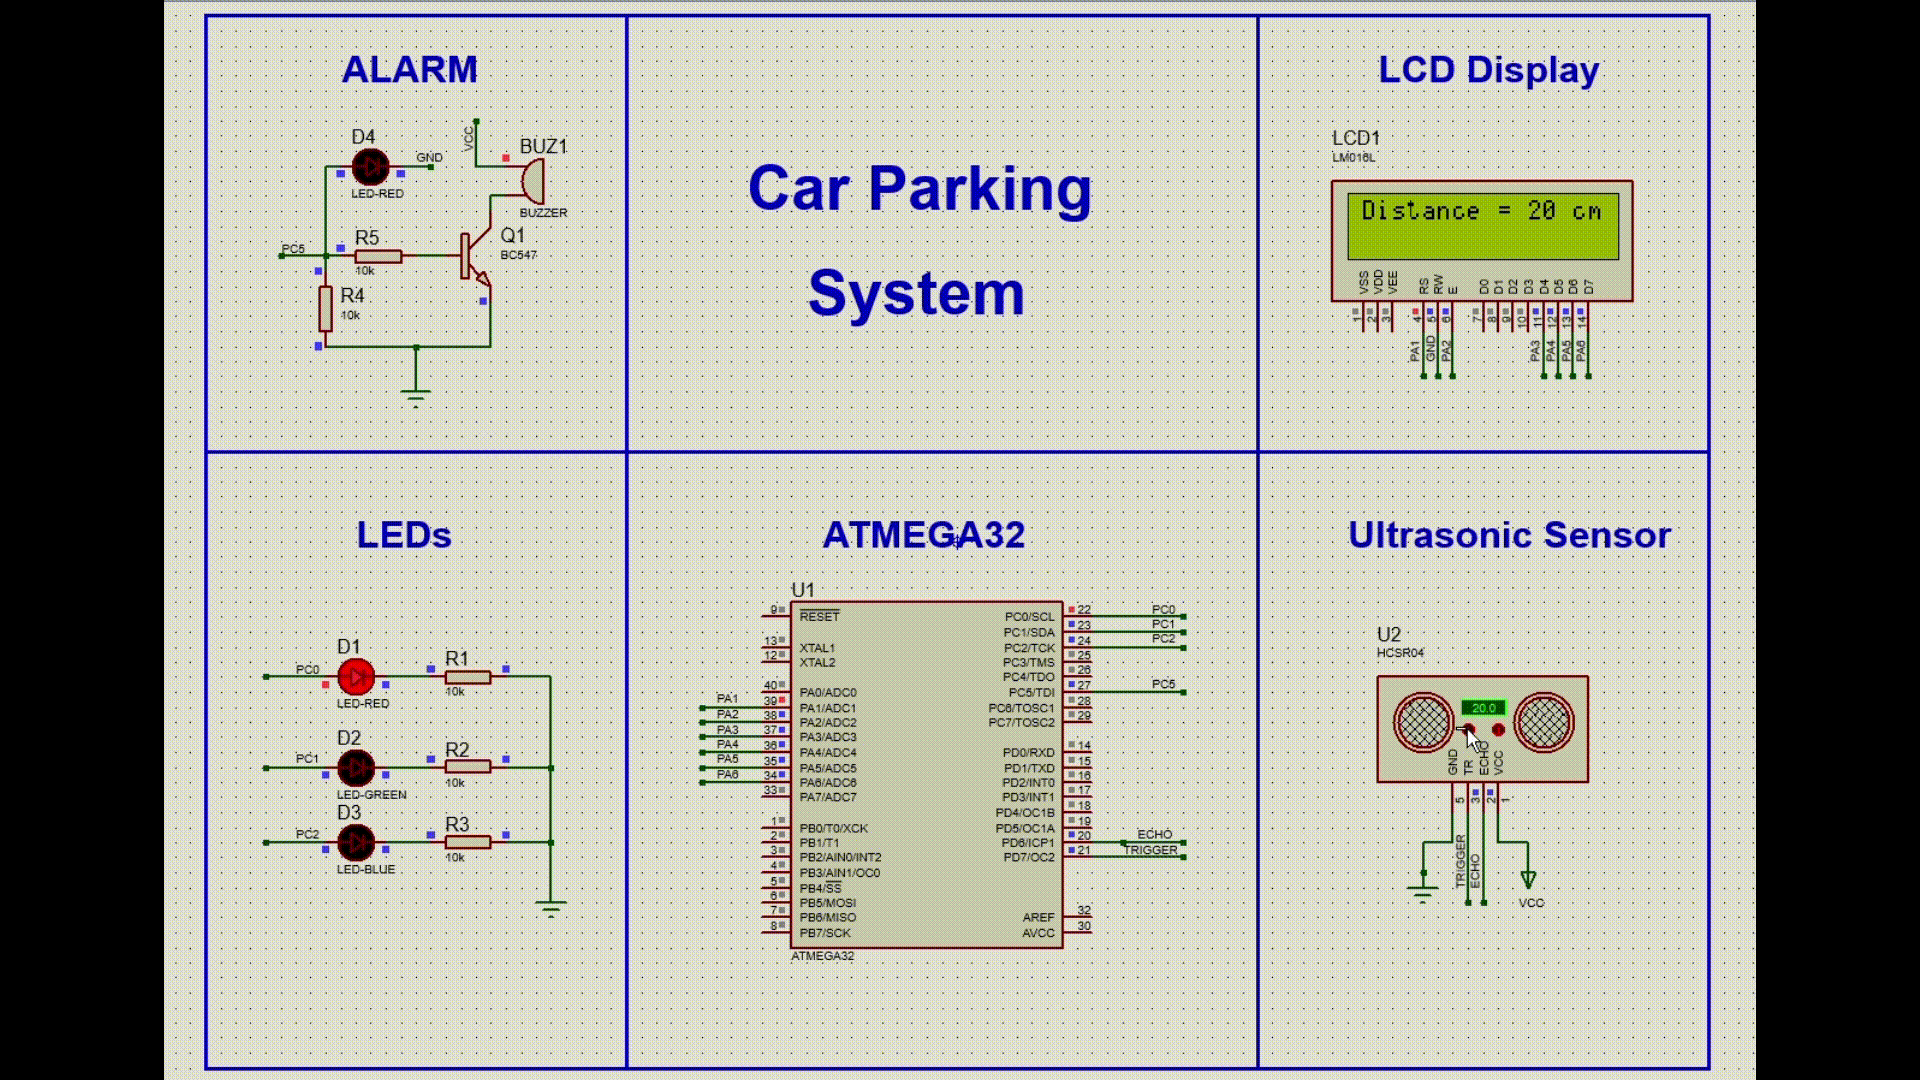 ALARM
D4
GND
LED-RED
VCC
BUZ1
BUZZER
PC5
R5
10k
Q1
BC547
R4
10k
Car Parking
System
LCD Display
LCD1
LM016L
Distance = 20 cm
VSS VDD VEE RS RW E D0 D1 D2 D3 D4 D5 D6 D7
1 2 3 4 5 6 7 8 9 10 11 12 13 14
PA1 GND PA2 PA3 PA4 PA5 PA6
LEDs
D1
PC0
LED-RED
R1
10k
D2
PC1
LED-GREEN
R2
10k
D3
PC2
LED-BLUE
R3
10k
ATMEGA32
U1
9 RESET PC0/SCL 22 PC0
PC1/SDA 23 PC1
13 XTAL1 PC2/TCK 24 PC2
12 XTAL2 PC3/TMS 25
PC4/TDO 26
40 PA0/ADC0 PC5/TDI 27 PC5
PA1 39 PA1/ADC1 PC6/TOSC1 28
PA2 38 PA2/ADC2 PC7/TOSC2 29
PA3 37 PA3/ADC3
PA4 36 PA4/ADC4 PD0/RXD 14
PA5 35 PA5/ADC5 PD1/TXD 15
PA6 34 PA6/ADC6 PD2/INT0 16
33 PA7/ADC7 PD3/INT1 17
PD4/OC1B 18
1 PB0/T0/XCK PD5/OC1A 19
2 PB1/T1 PD6/ICP1 20 ECHO
3 PB2/AIN0/INT2 PD7/OC2 21 TRIGGER
4 PB3/AIN1/OC0
5 PB4/SS
6 PB5/MOSI
7 PB6/MISO AREF 32
8 PB7/SCK AVCC 30
ATMEGA32
Ultrasonic Sensor
U2
HCSR04
20.0
GND TR ECHO VCC
5 3 2 1
TRIGGER ECHO
VCC